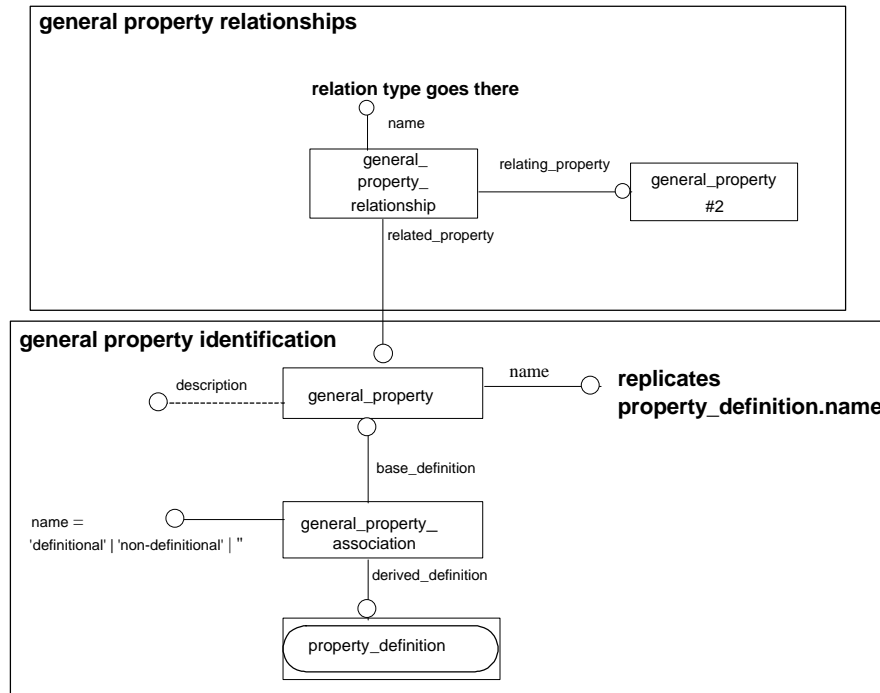 general property relationships
relation type goes there
name
general_
property_
relationship
relating_property
general_property
#2
related_property
general property identification
description
general_property
name
replicates
property_definition.name
base_definition
name =
'definitional' | 'non-definitional' | ''
general_property_
association
derived_definition
property_definition